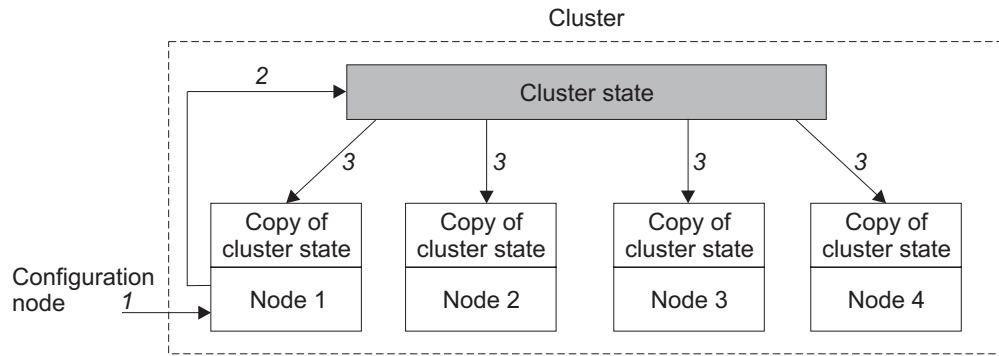 Cluster
2
Cluster state
3 3 3 3
Copy of Copy of Copy of Copy of
cluster state cluster state cluster state cluster state
Configuration
node
1
Node 1 Node 2 Node 3 Node 4